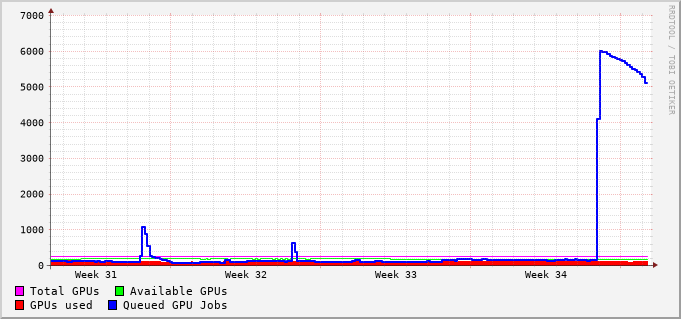 7000
6000
5000
4000
3000
2000
1000
0
Week 31 Week 32 Week 33 Week 34
Total GPUs Available GPUs
GPUs used Queued GPU Jobs
RRDTOOL / TOBI OETIKER